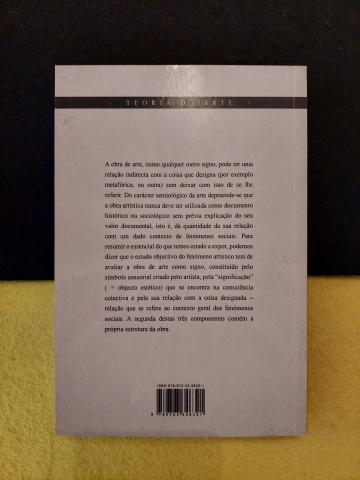 TEORIA DA ARTE
A obra de arte, como qualquer outro signo, pode ter uma
relação indirecta com a coisa que designa (por exemplo
metafórica, ou outra) sem deixar com isso de se lhe
referir. Do carácter semiológico da arte depreende-se que
a obra artística nunca deve ser utilizada como documento
histórico ou sociológico sem prévia explicação do seu
valor documental, isto é, da quantidade da sua relação
com um dado contexto de fenómenos sociais. Para
resumir o essencial do que temos estado a expor, podemos
dizer que o estudo objectivo do fenómeno artístico tem de
avaliar a obra de arte como signo, constituído pelo
símbolo sensorial criado pelo artista, pela "significação"
( = objecto estético) que se encontra na consciência
colectiva e pela sua relação com a coisa designada –
relação que se refere ao contexto geral dos fenómenos
sociais. A segunda destas três componentes contém a
própria estrutura da obra.